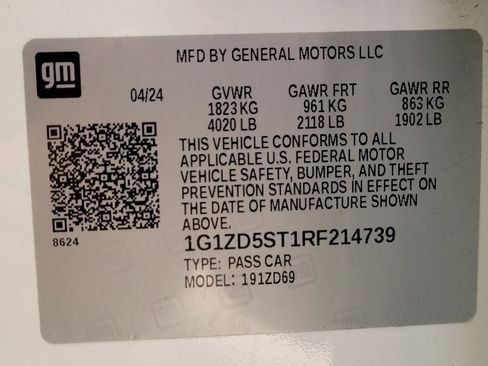 gm
MFD BY GENERAL MOTORS LLC
04/24 GVWR GAWR FRT GAWR RR
1823 KG 961 KG 863 KG
4020 LB 2118 LB 1902 LB
THIS VEHICLE CONFORMS TO ALL
APPLICABLE U.S. FEDERAL MOTOR
VEHICLE SAFETY, BUMPER, AND THEFT
PREVENTION STANDARDS IN EFFECT ON
THE DATE OF MANUFACTURE SHOWN
ABOVE.
8624
1G1ZD5ST1RF214739
TYPE: PASS CAR
MODEL: 191ZD69